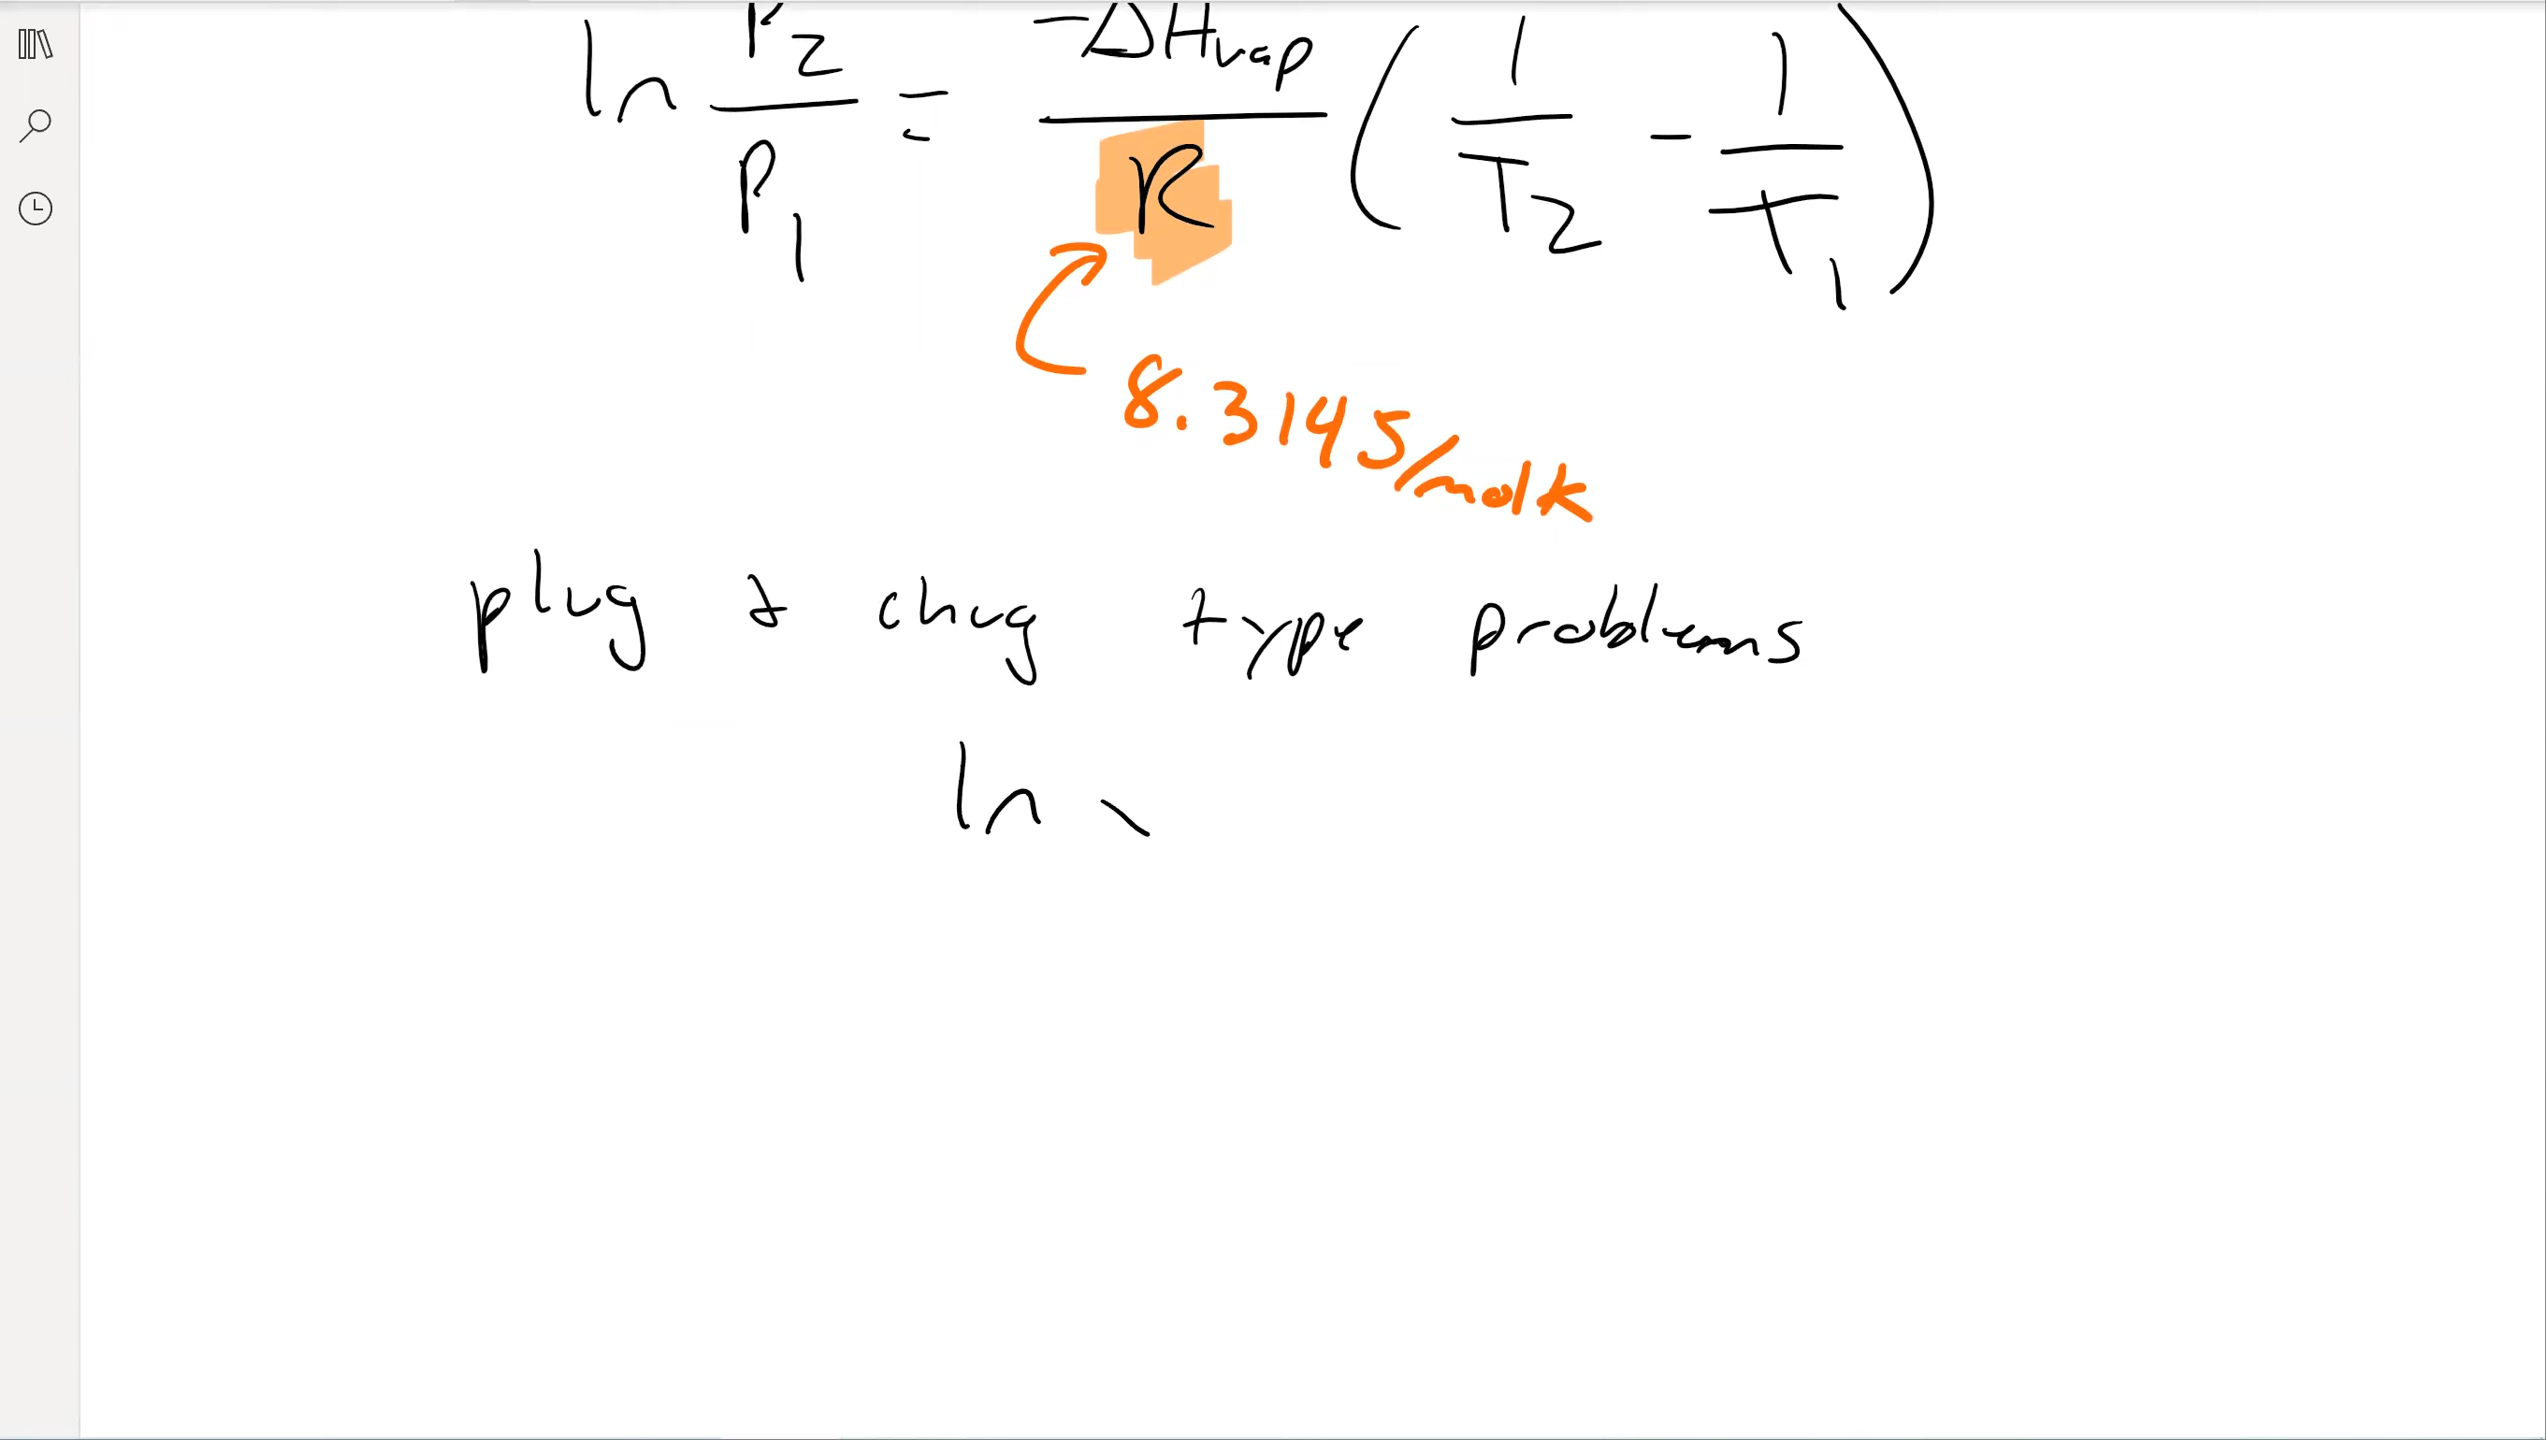 ln P2/P1 = -ΔHvap/R (1/T2 - 1/T1)
8.3145/molk
plug & chug type problems
ln \